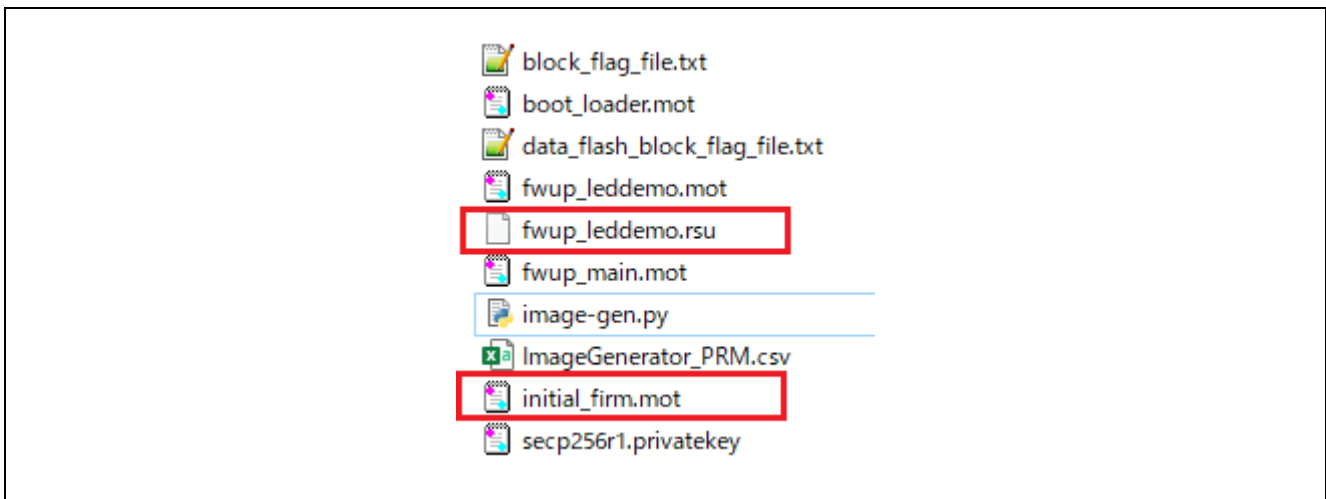 block_flag_file.txt
boot_loader.mot
data_flash_block_flag_file.txt
fwup_leddemo.mot
fwup_leddemo.rsu
fwup_main.mot
image-gen.py
ImageGenerator_PRM.csv
initial_firm.mot
secp256r1.privatekey